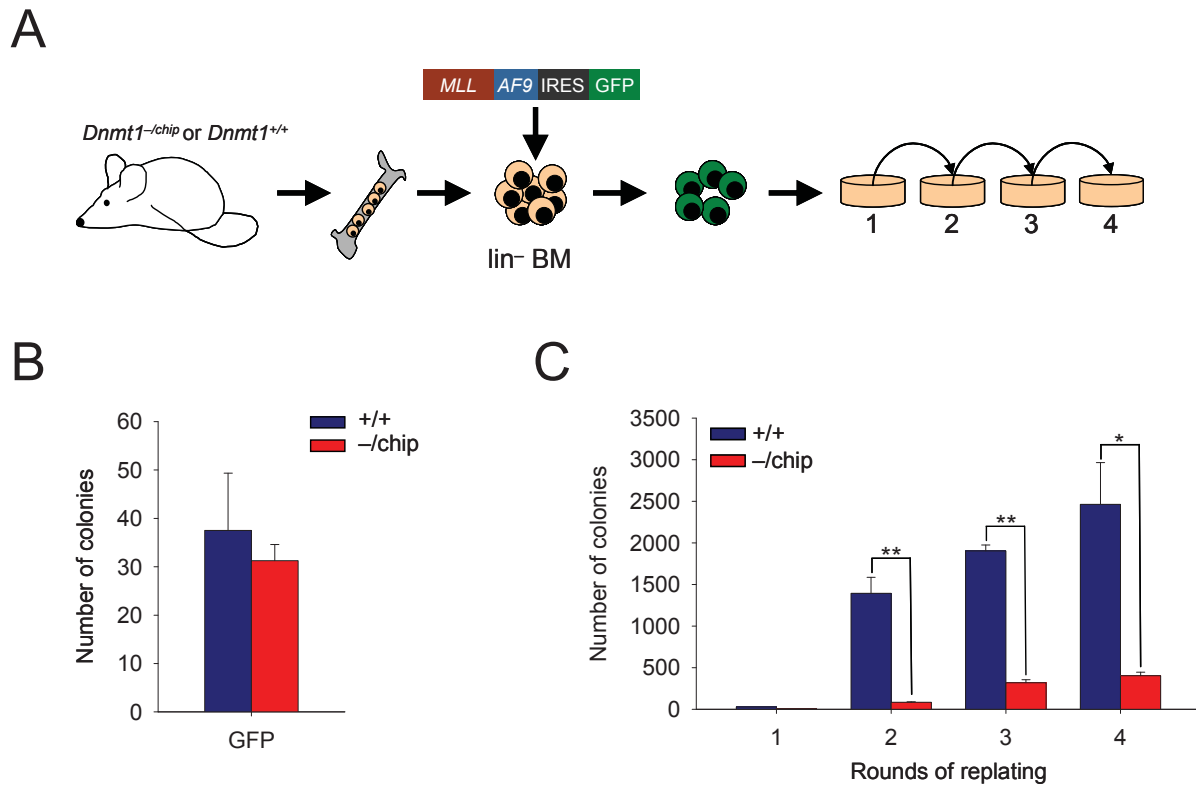 A
MLL AF9 IRES GFP
Dnmt1–/chip or Dnmt1+/+
lin– BM
1 2 3 4
B
Number of colonies
60
50
40
30
20
10
0
+/+
–/chip
GFP
C
Number of colonies
3500
3000
2500
2000
1500
1000
500
0
+/+
–/chip
**
**
*
1 2 3 4
Rounds of replating